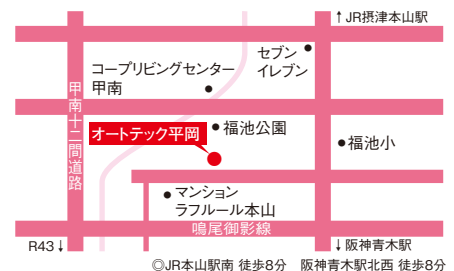 ↑JR摂津本山駅
セブン
イレブン
コープリビングセンター
甲南
甲南十二間道路
オートテック平岡
福池公園
福池小
マンション
ラフルール本山
鳴尾御影線
R43↓
↓阪神青木駅
◎JR本山駅南 徒歩8分　阪神青木駅北西 徒歩8分